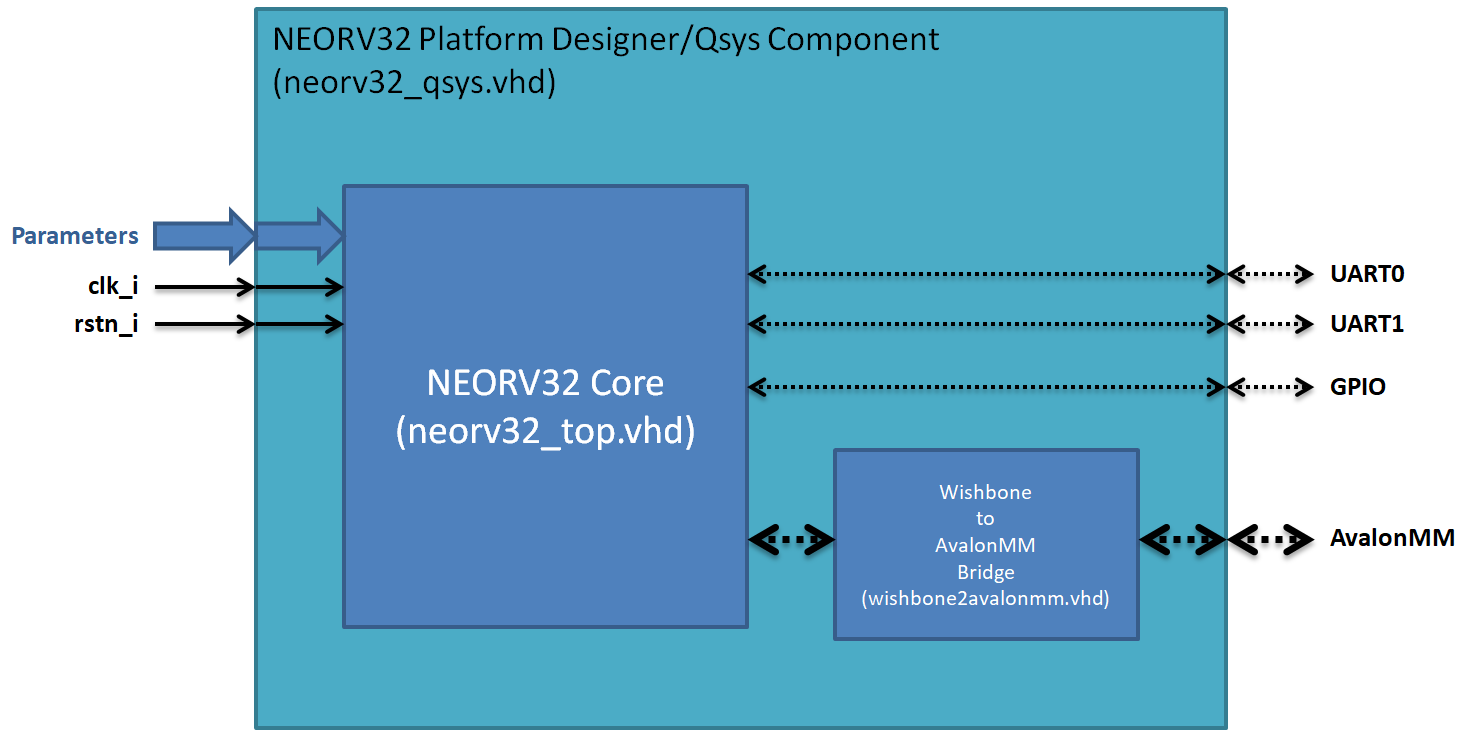 NEORV32 Platform Designer/Qsys Component
(neorv32_qsys.vhd)
Parameters
clk_i
rstn_i
NEORV32 Core
(neorv32_top.vhd)
UART0
UART1
GPIO
Wishbone
to
AvalonMM
Bridge
(wishbone2avalonmm.vhd)
AvalonMM